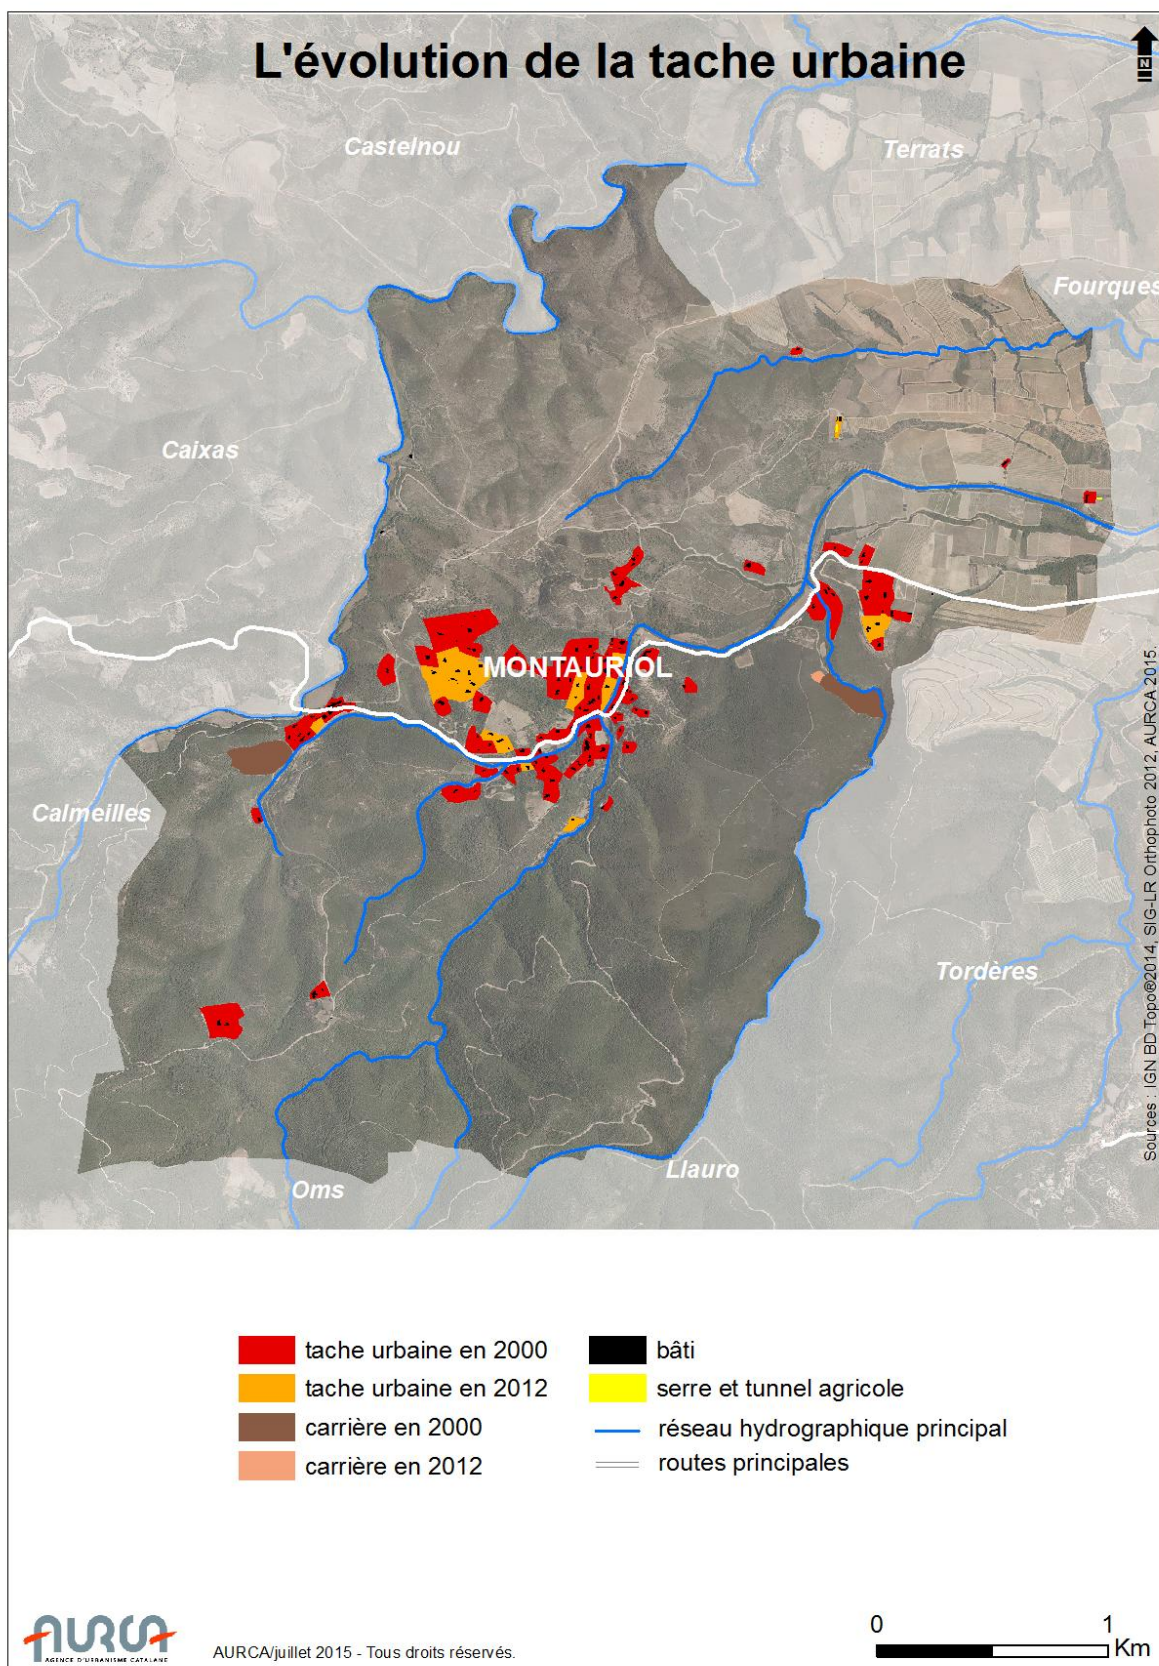 L'évolution de la tache urbaine
N
Castelnou
Terrats
Fourques
Caixas
MONTAURIOL
Calmeilles
Tordères
Llauro
Oms
Sources : IGN BD Topo®2014, SIG-LR Orthophoto 2012, AURCA 2015.
tache urbaine en 2000
tache urbaine en 2012
carrière en 2000
carrière en 2012
bâti
serre et tunnel agricole
réseau hydrographique principal
routes principales
AURCA
AGENCE D'URBANISME CATALANE
AURCA/juillet 2015 - Tous droits réservés.
0 1
Km